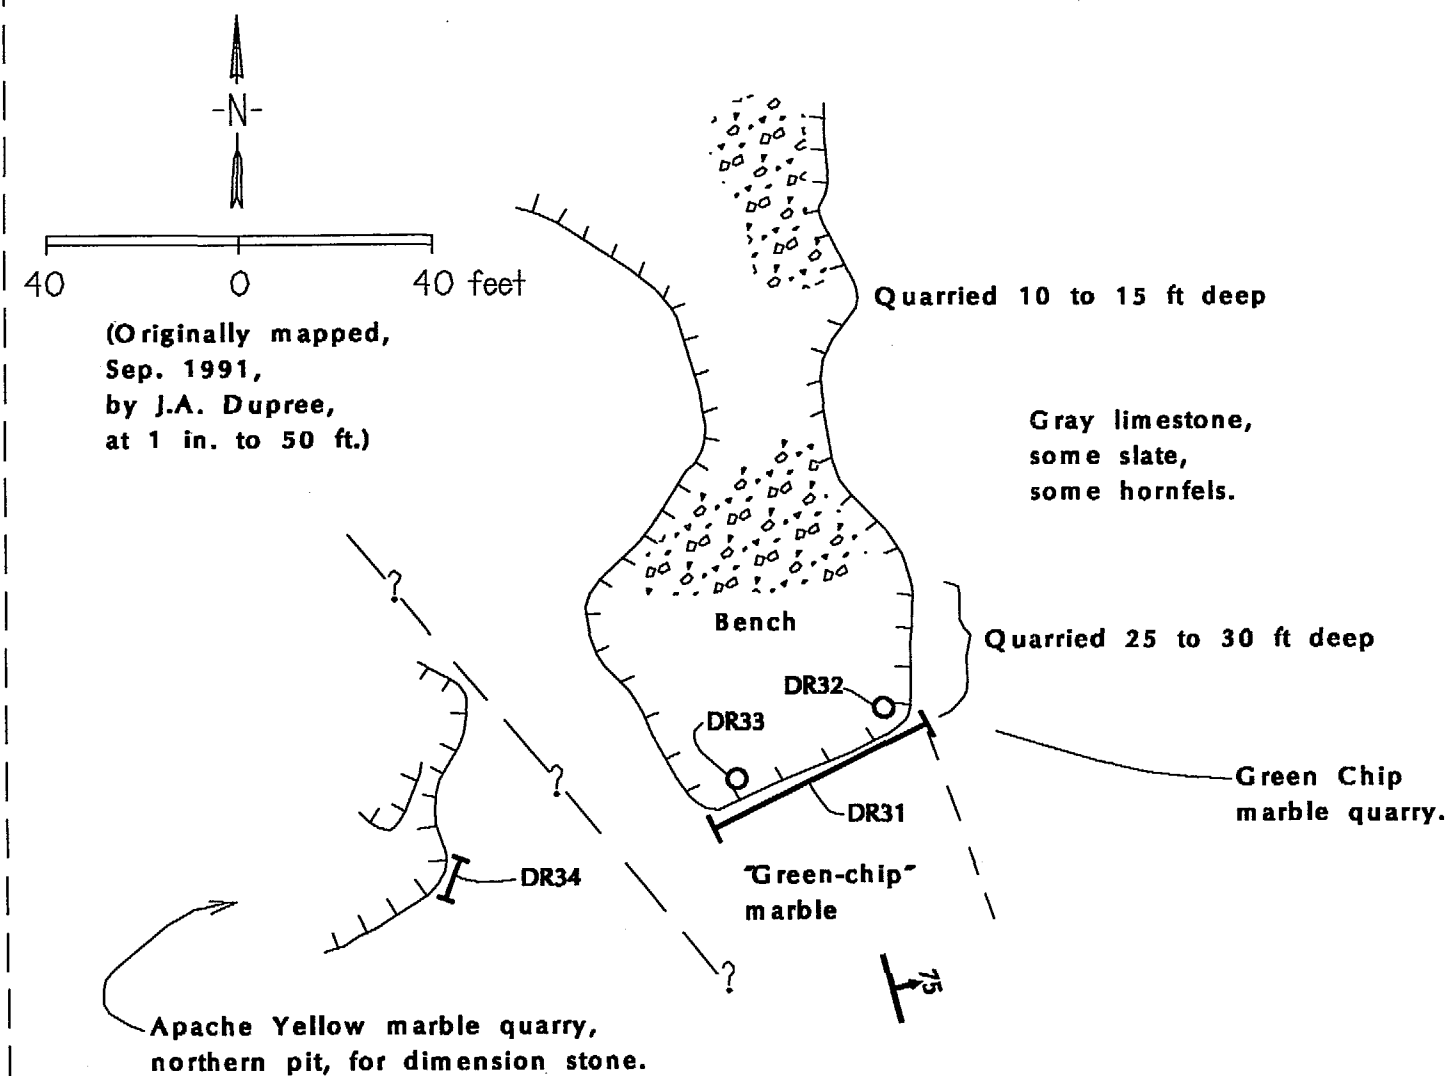 -N-
40 0 40 feet
(Originally mapped,
Sep. 1991,
by J.A. Dupree,
at 1 in. to 50 ft.)
Quarried 10 to 15 ft deep
Gray limestone,
some slate,
some hornfels.
?
Bench
Quarried 25 to 30 ft deep
DR32
DR33
?
Green Chip
marble quarry.
DR31
DR34
"Green-chip"
marble
?
75
Apache Yellow marble quarry,
northern pit, for dimension stone.